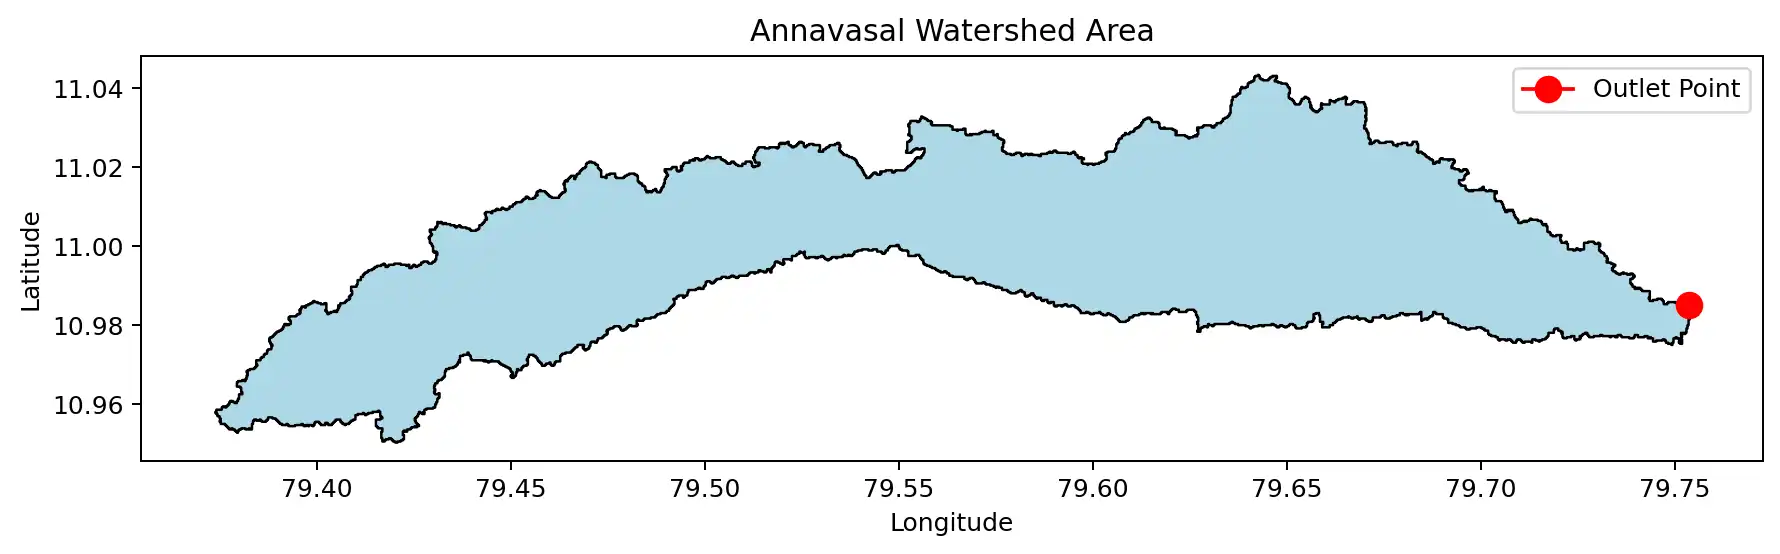 Annavasal Watershed Area
Outlet Point
Latitude
11.04
11.02
11.00
10.98
10.96
79.40 79.45 79.50 79.55 79.60 79.65 79.70 79.75
Longitude